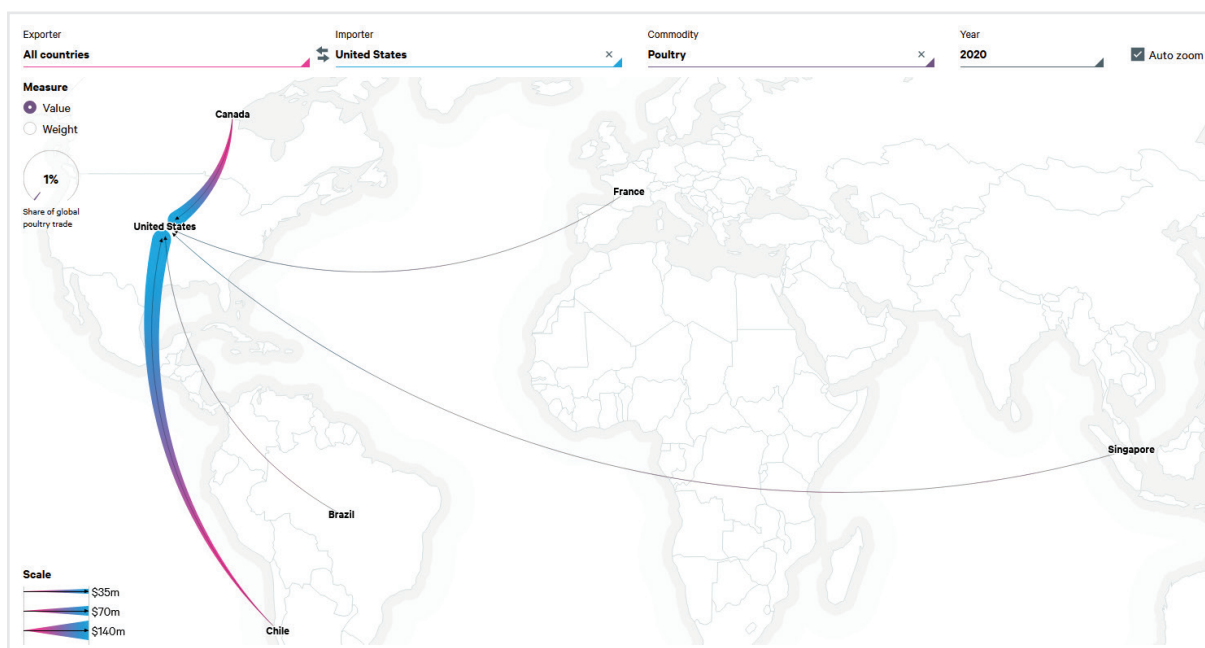 Exporter
All countries
Importer
United States ×
Commodity
Poultry ×
Year
2020
Auto zoom
Measure
Value
Weight
1%
Share of global
poultry trade
Canada
France
United States
Singapore
Brazil
Chile
Scale
$35m
$70m
$140m